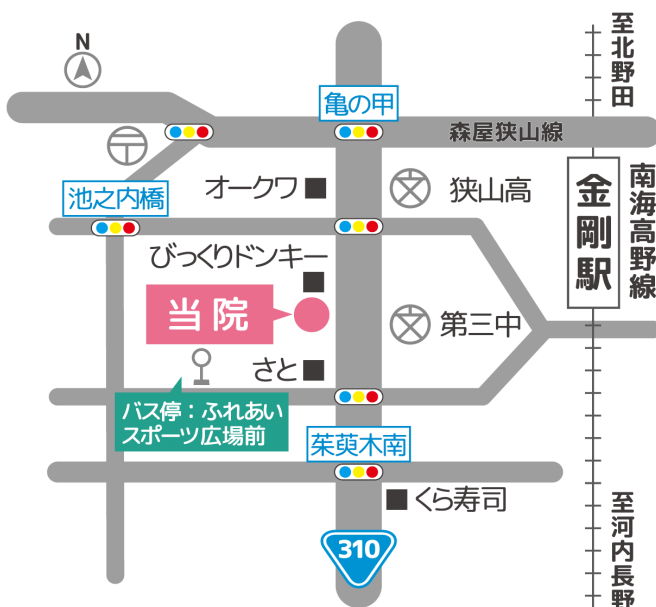 N
至北野田
亀の甲
森屋狭山線
池之内橋
オークワ
狭山高
金剛駅
南海高野線
びっくりドンキー
当院
第三中
さと
バス停：ふれあい
スポーツ広場前
茱萸木南
くら寿司
310
至河内長野